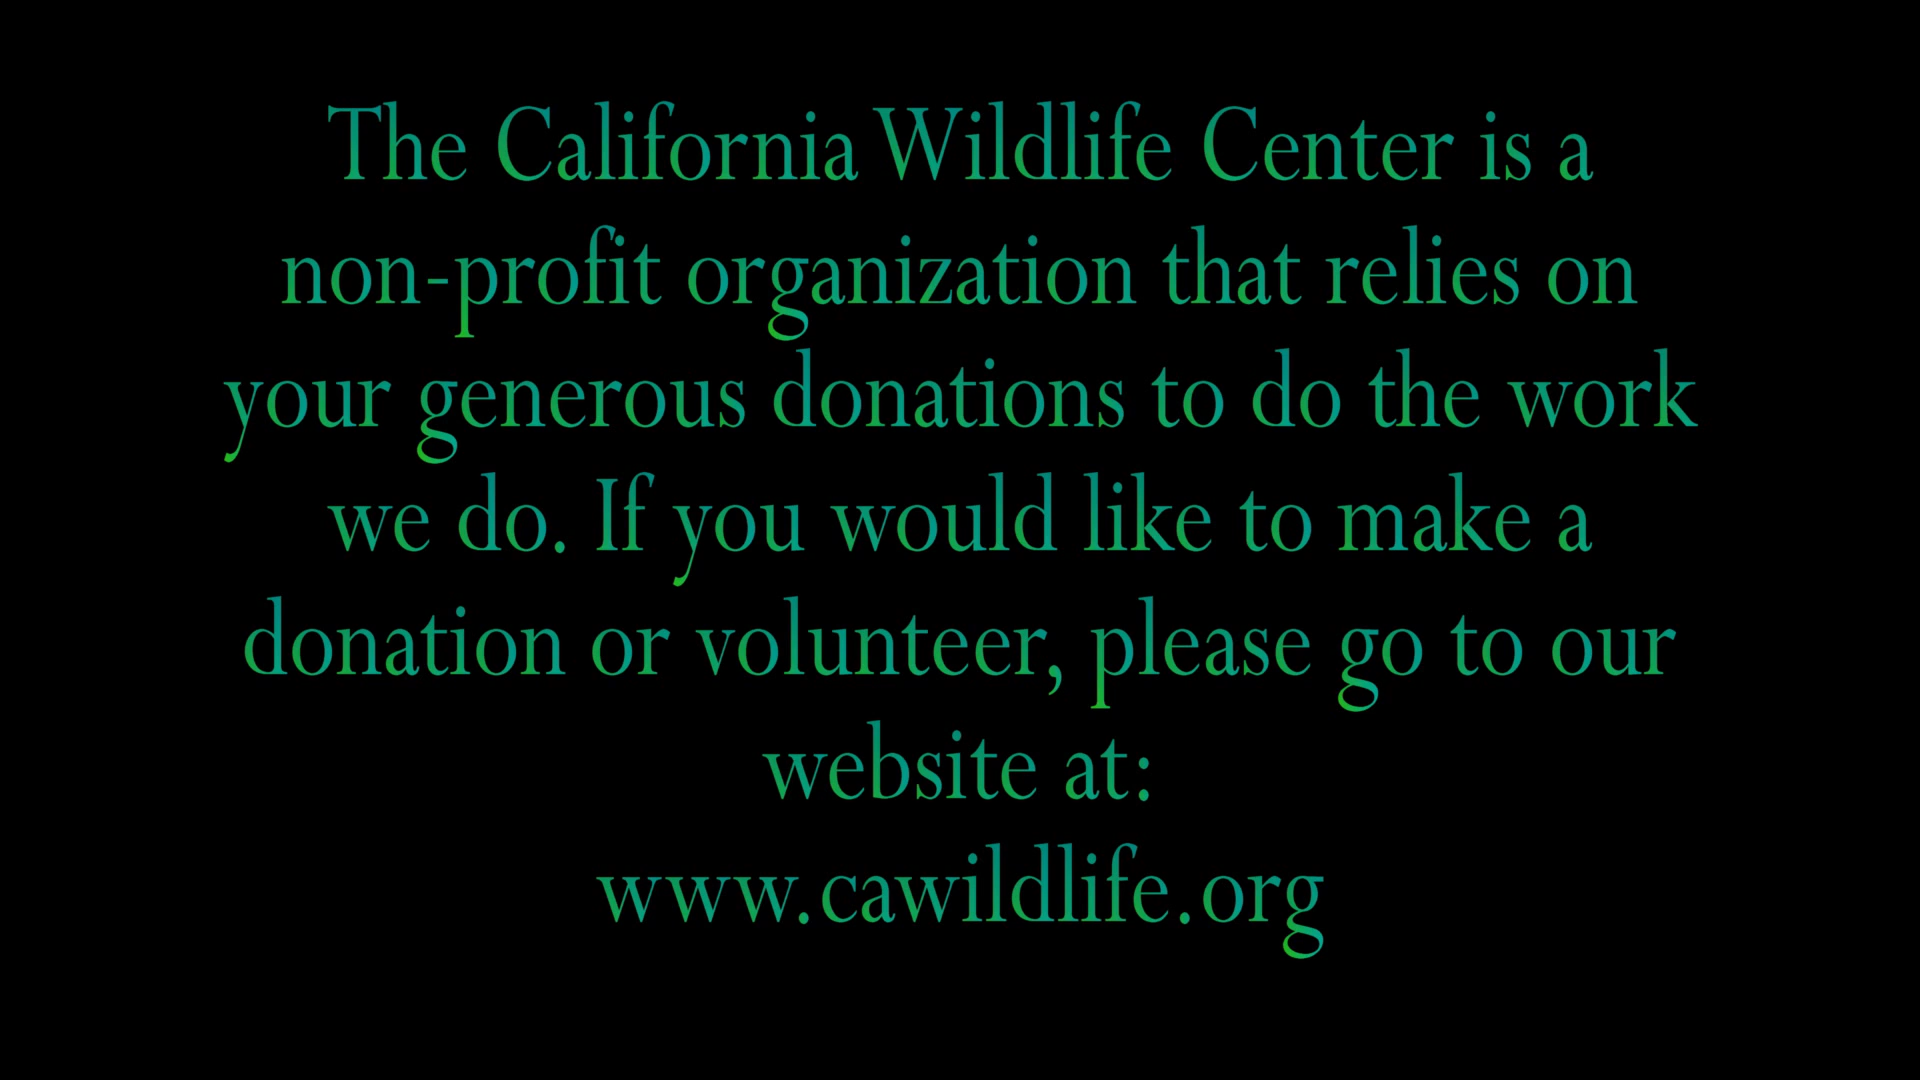 The California Wildlife Center is a
non-profit organization that relies on
your generous donations to do the work
we do. If you would like to make a
donation or volunteer, please go to our
website at:
www.cawildlife.org